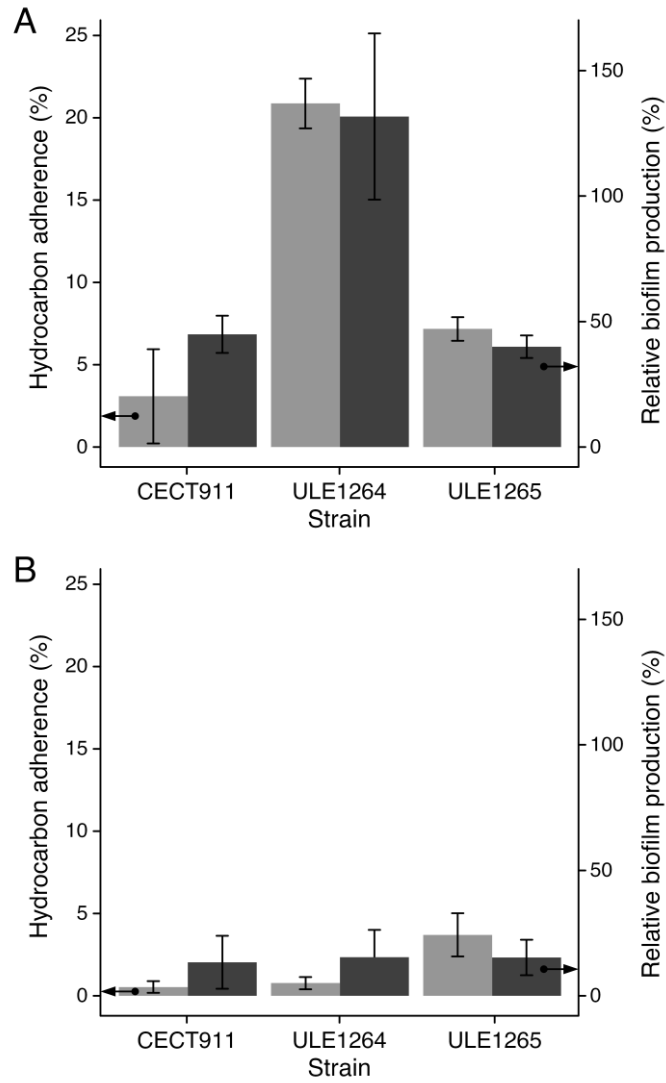 A
Hydrocarbon adherence (%)
25
20
15
10
5
0
Relative biofilm production (%)
150
100
50
0
CECT911 ULE1264 ULE1265
Strain
B
Hydrocarbon adherence (%)
25
20
15
10
5
0
Relative biofilm production (%)
150
100
50
0
CECT911 ULE1264 ULE1265
Strain